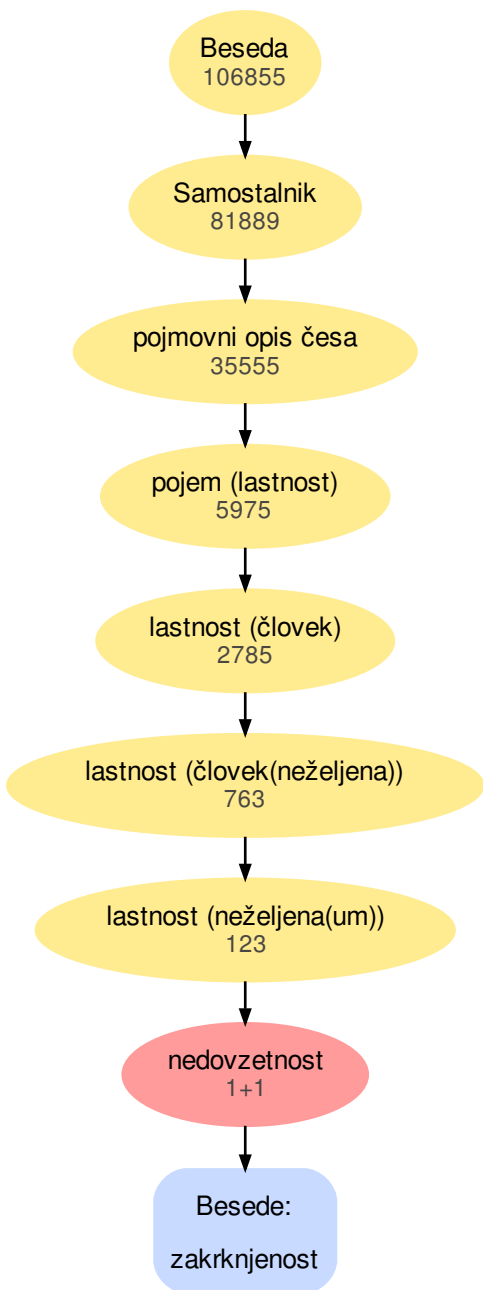 Beseda
106855
Samostalnik
81889
pojmovni opis česa
35555
pojem (lastnost)
5975
lastnost (človek)
2785
lastnost (človek(neželjena))
763
lastnost (neželjena(um))
123
nedovzetnost
1+1
Besede:
zakrknjenost